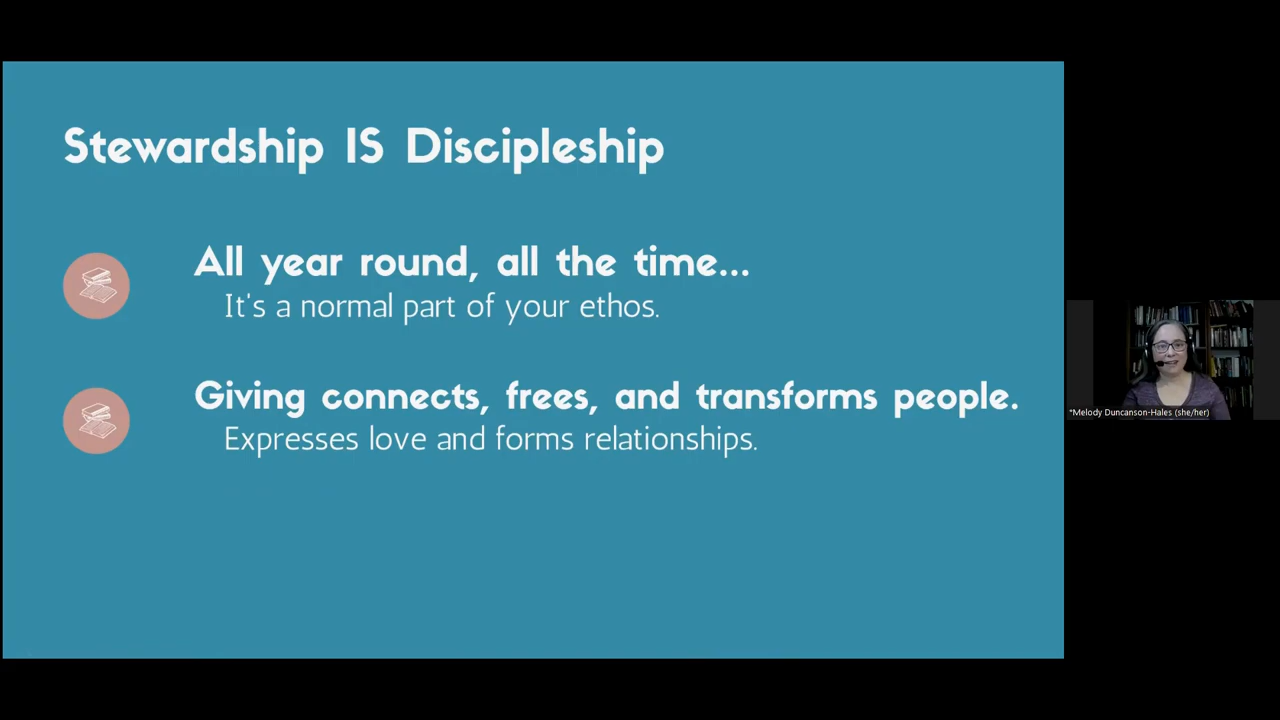 Stewardship IS Discipleship
All year round, all the time...
It's a normal part of your ethos.
Giving connects, frees, and transforms people.
Expresses love and forms relationships.
*Melody Duncanson-Hales (she/her)